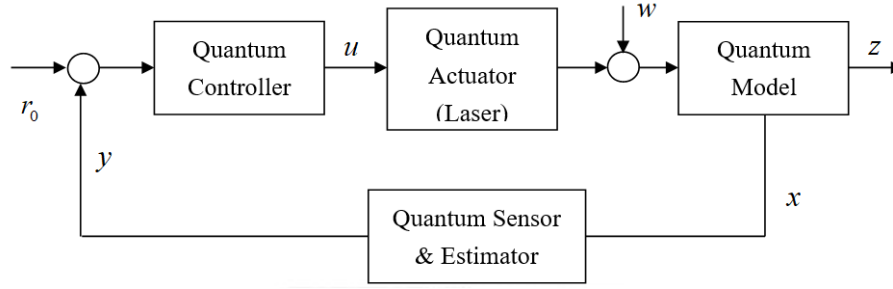 w
Quantum
Controller
u
Quantum
Actuator
(Laser)
Quantum
Model
z
r₀
y
x
Quantum Sensor
& Estimator